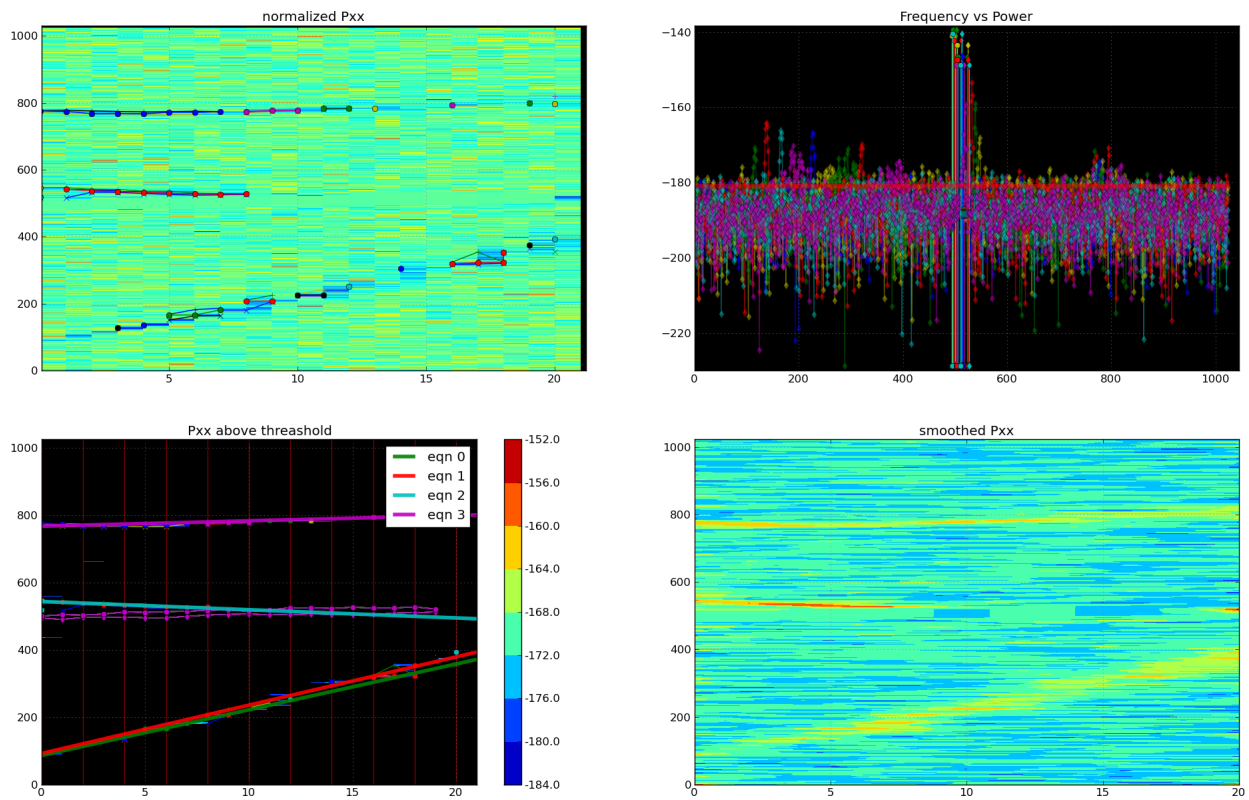 normalized Pxx
1000
800
600
400
200
0
5 10 15 20
Frequency vs Power
−140
−160
−180
−200
−220
0 200 400 600 800 1000
Pxx above threashold
1000
800
600
400
200
0
0 5 10 15 20
eqn 0
eqn 1
eqn 2
eqn 3
-152.0
-156.0
-160.0
-164.0
-168.0
-172.0
-176.0
-180.0
-184.0
smoothed Pxx
1000
800
600
400
200
0
0 5 10 15 20